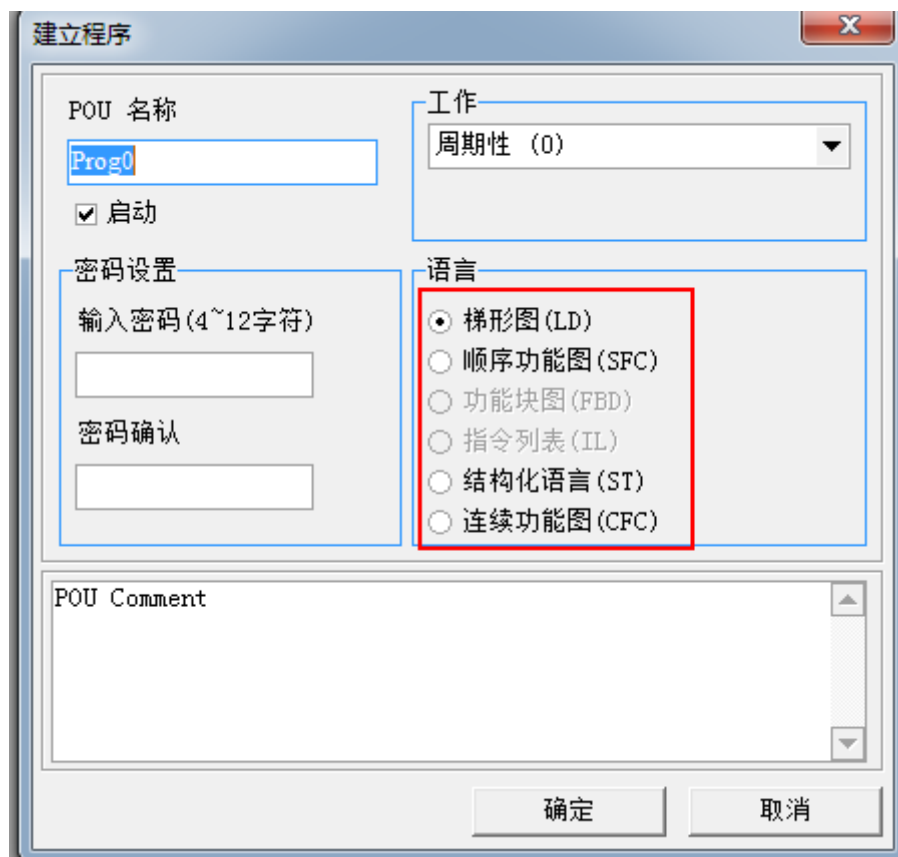 建立程序
POU 名称
Prog0
启动
工作
周期性 (0)
密码设置
输入密码(4~12字符)
密码确认
语言
梯形图(LD)
顺序功能图(SFC)
功能块图(FBD)
指令列表(IL)
结构化语言(ST)
连续功能图(CFC)
POU Comment
确定
取消